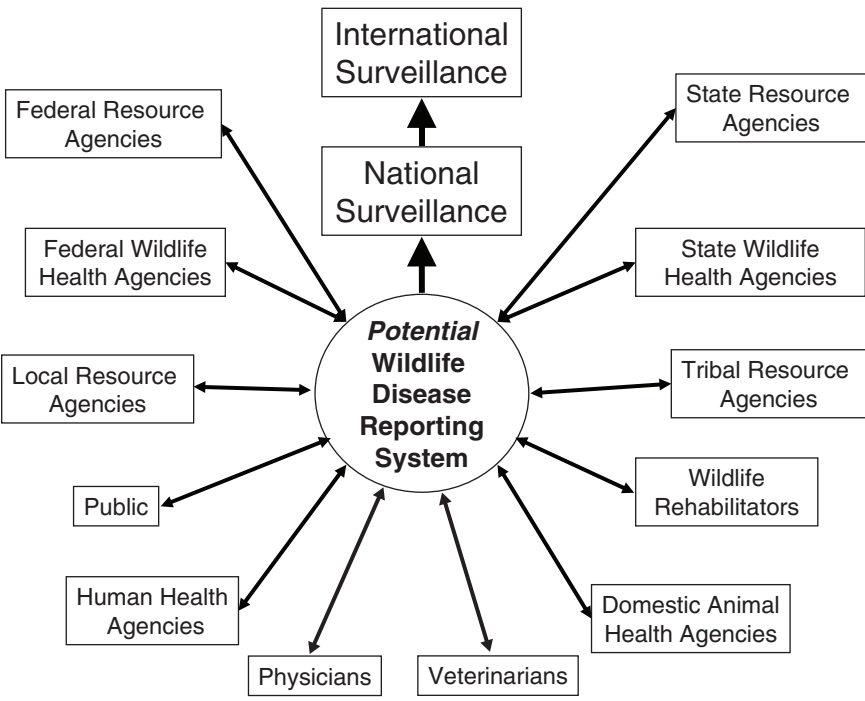 International
Surveillance
Federal Resource
Agencies
State Resource
Agencies
National
Surveillance
Federal Wildlife
Health Agencies
State Wildlife
Health Agencies
Potential
Wildlife
Disease
Reporting
System
Local Resource
Agencies
Tribal Resource
Agencies
Public
Wildlife
Rehabilitators
Human Health
Agencies
Domestic Animal
Health Agencies
Physicians
Veterinarians